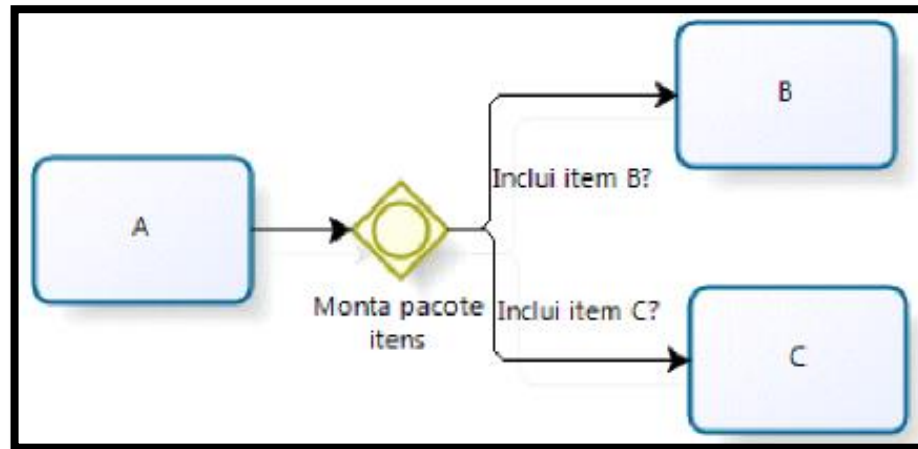 B
Inclui item B?
A
Monta pacote
itens
Inclui item C?
C